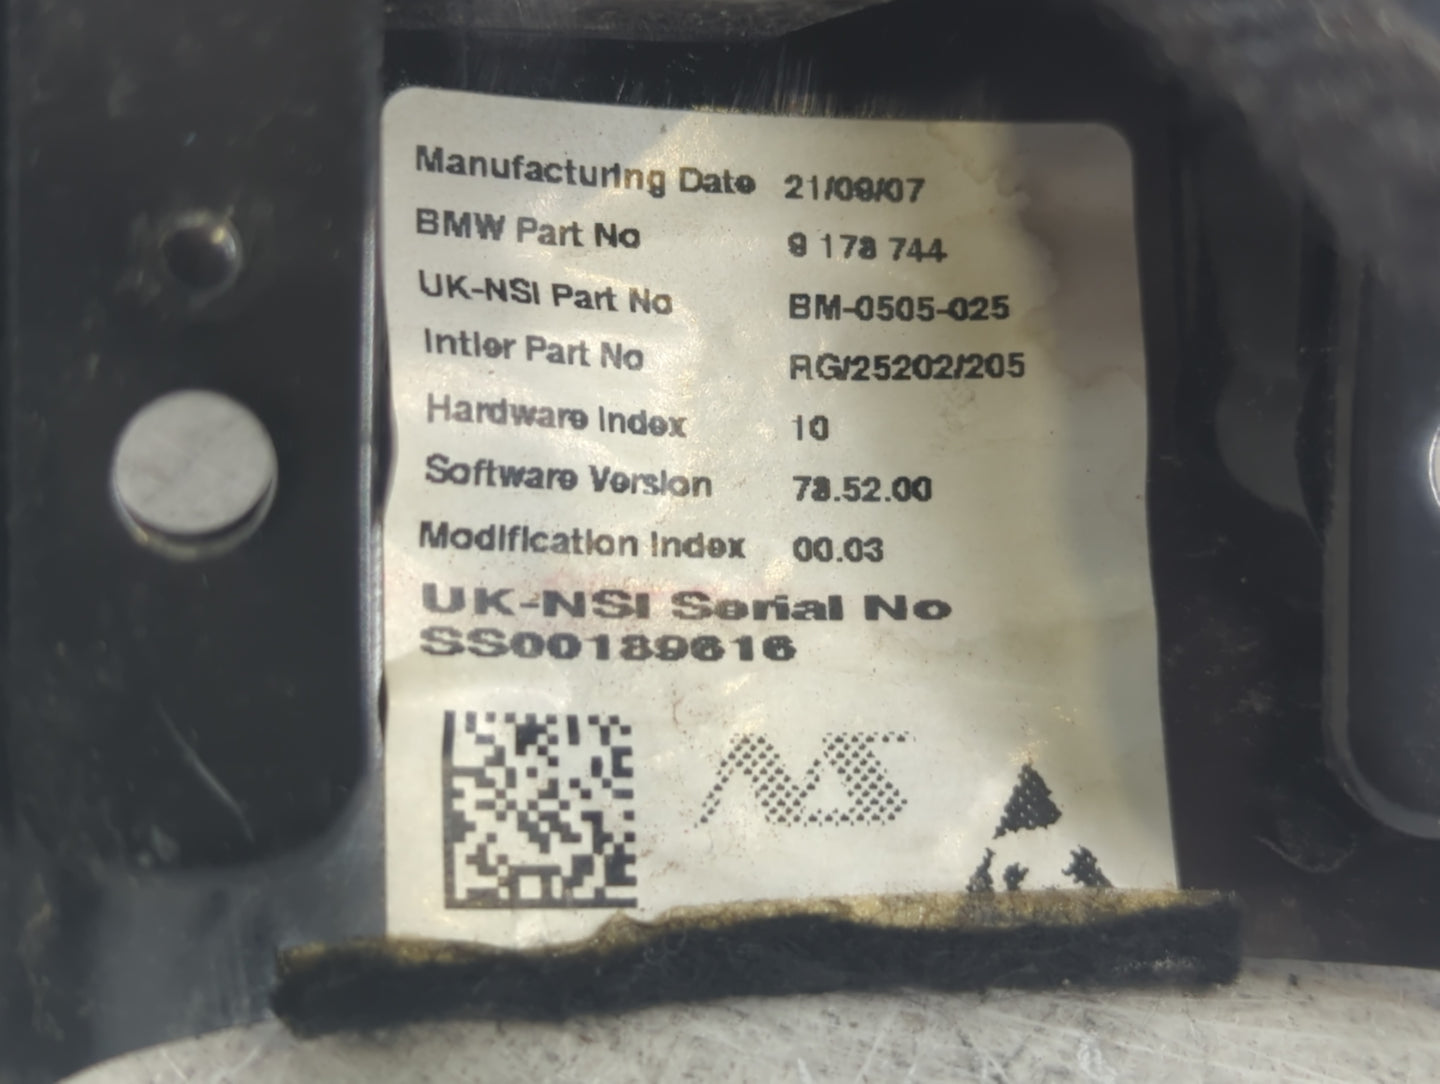 Manufacturing Date 21/09/07
BMW Part No 9 178 744
UK-NSI Part No BM-0505-025
Intier Part No RG/25202/205
Hardware Index 10
Software Version 78.52.00
Modification Index 00.03
UK-NSI Serial No
SS00189616
NS